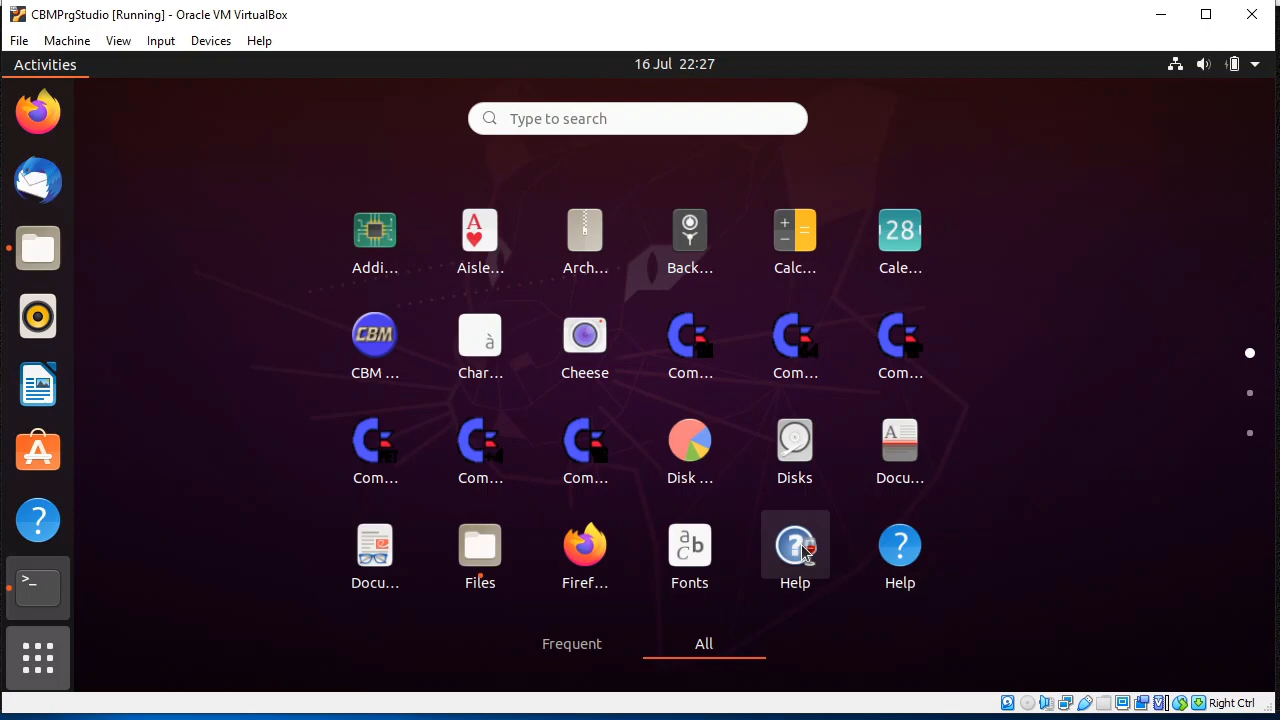 CBMPrgStudio [Running] - Oracle VM VirtualBox
File Machine View Input Devices Help
Activities
16 Jul 22:27
Type to search
Addi... Aisle... Arch... Back... Calc... Cale...
CBM ... Char... Cheese Com... Com... Com...
Com... Com... Com... Disk ... Disks Docu...
Docu... Files Firef... Fonts Help Help
Frequent All
Right Ctrl